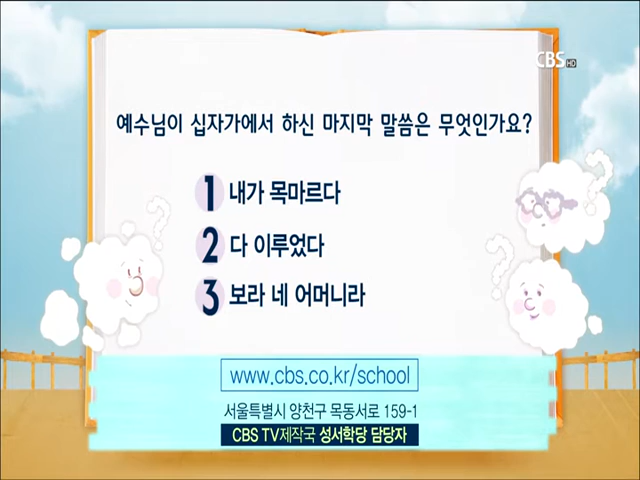 CBS HD
예수님이 십자가에서 하신 마지막 말씀은 무엇인가요?
1 내가 목마르다
2 다 이루었다
3 보라 네 어머니라
www.cbs.co.kr/school
서울특별시 양천구 목동서로 159-1
CBS TV제작국 성서학당 담당자